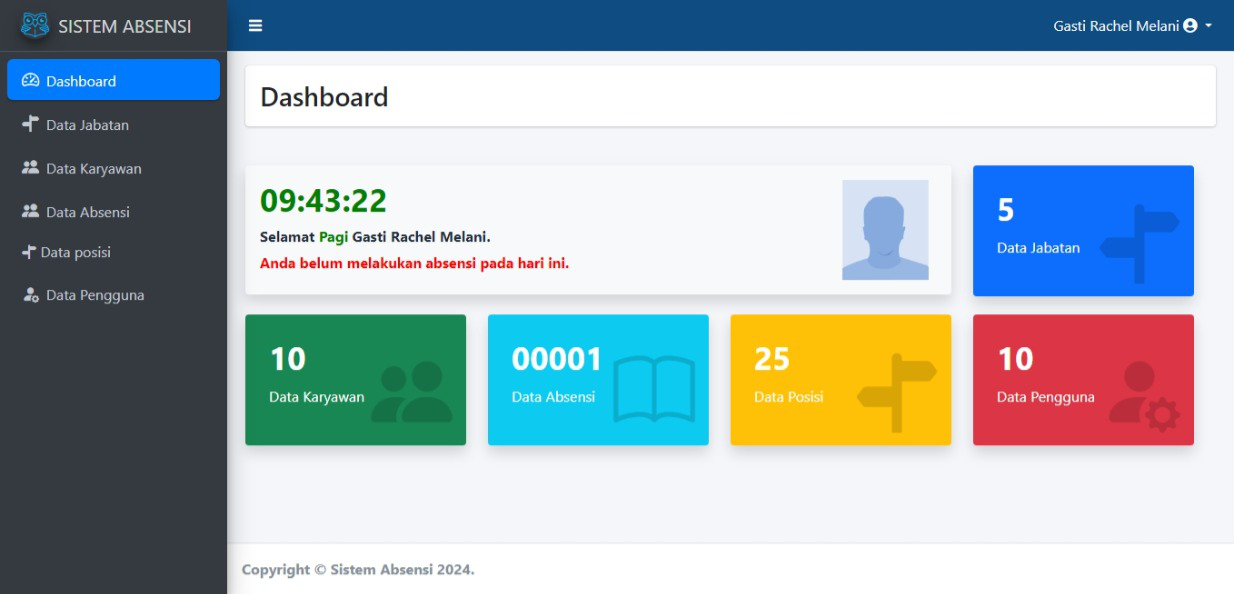 SISTEM ABSENSI
Gasti Rachel Melani
Dashboard
Data Jabatan
Data Karyawan
Data Absensi
Data posisi
Data Pengguna
Dashboard
09:43:22
Selamat Pagi Gasti Rachel Melani.
Anda belum melakukan absensi pada hari ini.
5
Data Jabatan
10
Data Karyawan
00001
Data Absensi
25
Data Posisi
10
Data Pengguna
Copyright © Sistem Absensi 2024.